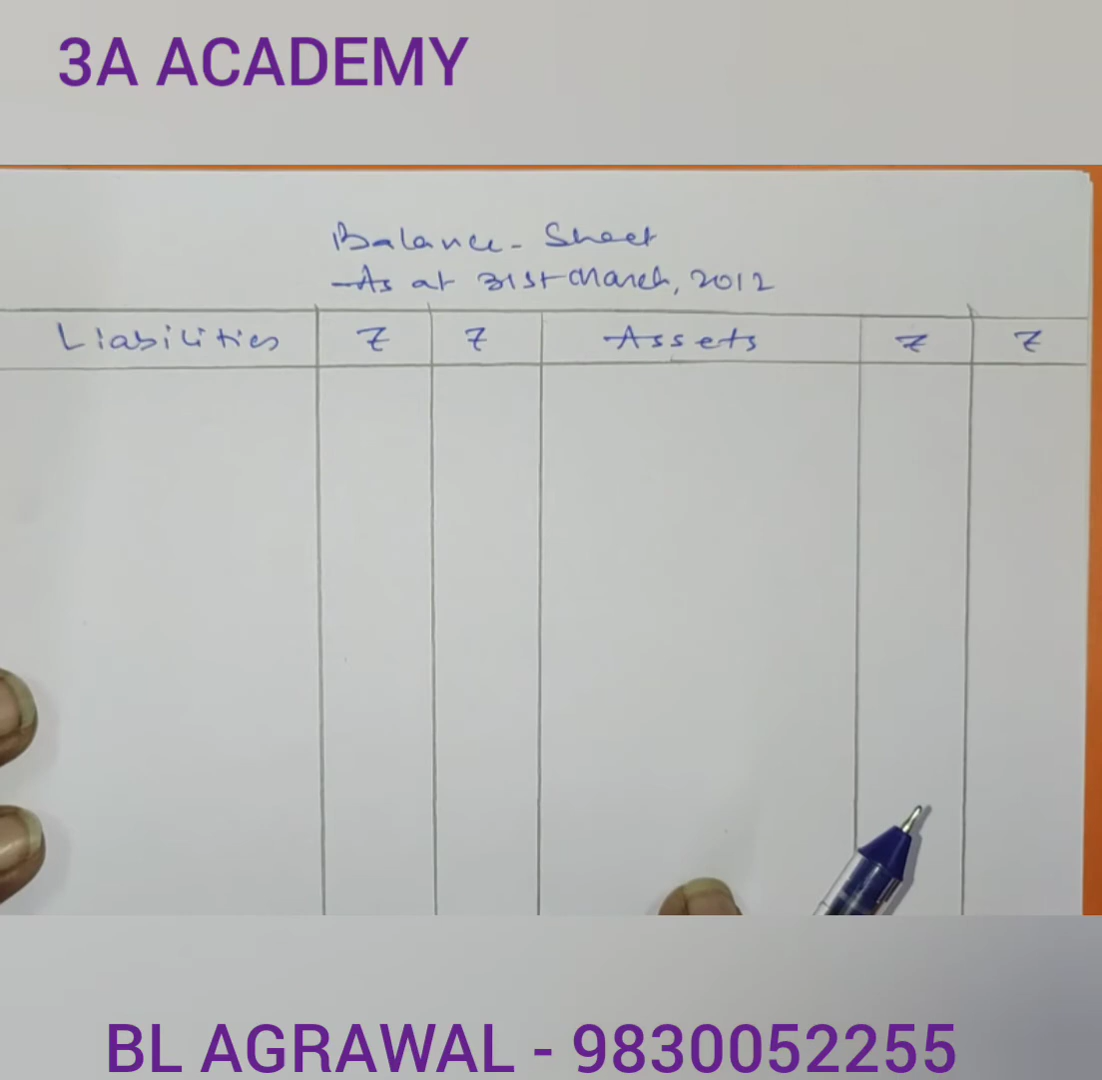 3A ACADEMY
Balance - Sheet
As at 31st March, 2012
Liabilities ₹ ₹ Assets ₹ ₹
BL AGRAWAL - 9830052255